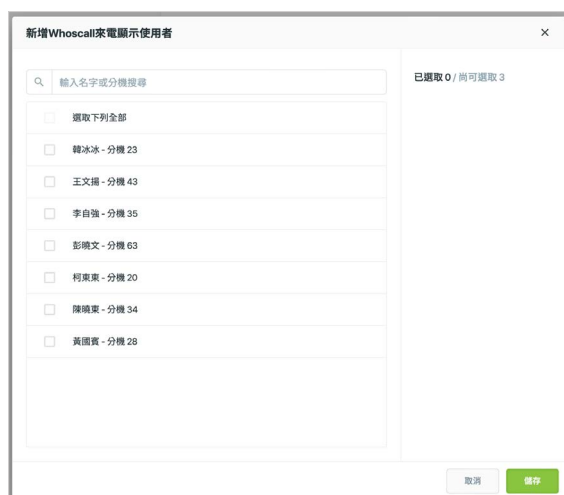 新增Whoscall來電顯示使用者
輸入名字或分機搜尋
已選取 0 / 尚可選取 3
選取下列全部
韓冰冰 - 分機 23
王文揚 - 分機 43
李自強 - 分機 35
彭曉文 - 分機 63
柯東東 - 分機 20
陳曉東 - 分機 34
黃國賓 - 分機 28
取消
儲存